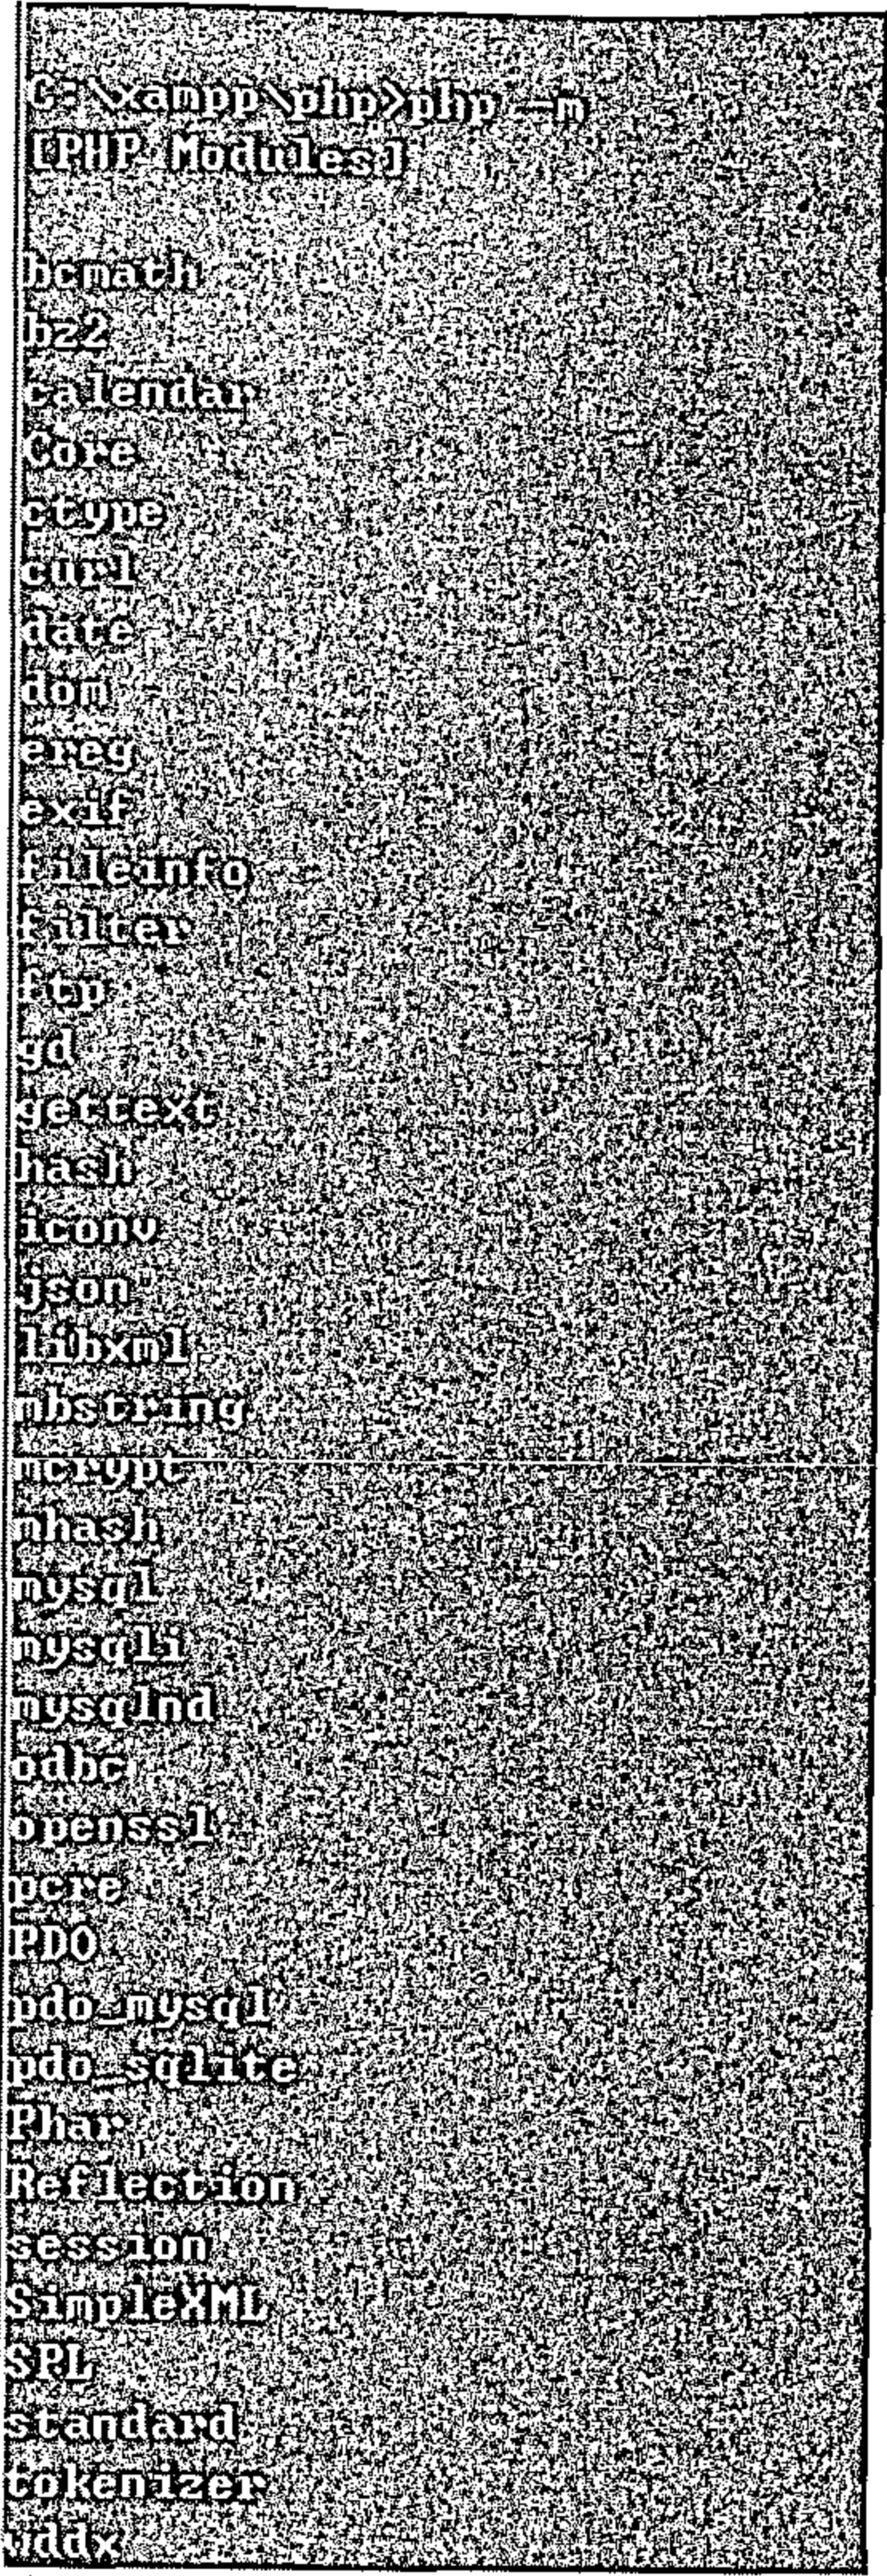 C:\xampp\php>php -m
[PHP Modules]
bcmath
bz2
calendar
Core
ctype
curl
date
dom
ereg
exif
fileinfo
filter
ftp
gd
gettext
hash
iconv
json
libxml
mbstring
mcrypt
mhash
mysql
mysqli
mysqlnd
odbc
openssl
pcre
PDO
pdo_mysql
pdo_sqlite
Phar
Reflection
session
SimpleXML
SPL
standard
tokenizer
wddx